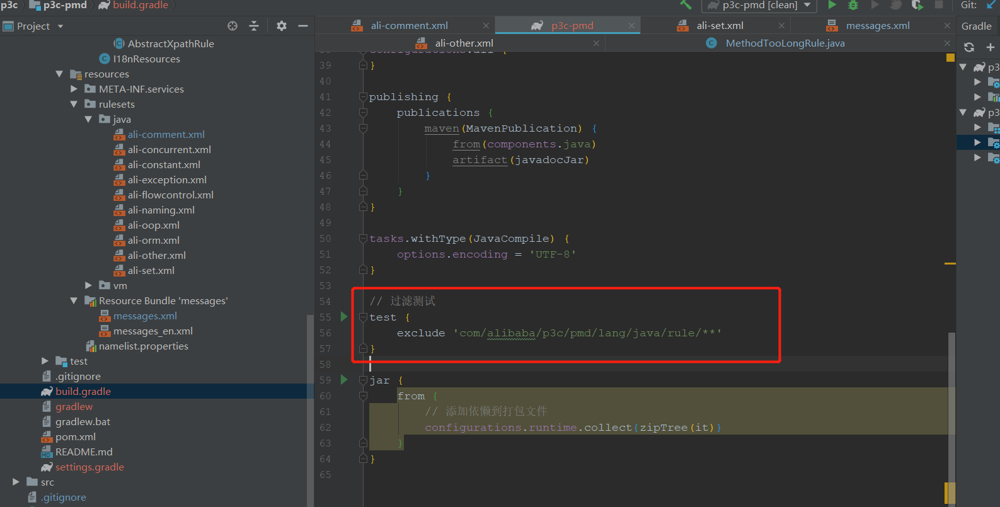 p3c p3c-pmd build.gradle
p3c-pmd [clean] Git:
Project
ali-comment.xml p3c-pmd ali-set.xml messages.xml
ali-other.xml MethodTooLongRule.java
Gradle
AbstractXpathRule
I18nResources
resources
META-INF.services
rulesets
java
ali-comment.xml
ali-concurrent.xml
ali-constant.xml
ali-exception.xml
ali-flowcontrol.xml
ali-naming.xml
ali-oop.xml
ali-orm.xml
ali-other.xml
ali-set.xml
vm
Resource Bundle 'messages'
messages.xml
messages_en.xml
namelist.properties
test
.gitignore
build.gradle
gradlew
gradlew.bat
pom.xml
README.md
settings.gradle
src
.gitignore
39 }
40
41 publishing {
42 publications {
43 maven(MavenPublication) {
44 from(components.java)
45 artifact(javadocJar)
46 }
47 }
48 }
49
50 tasks.withType(JavaCompile) {
51 options.encoding = 'UTF-8'
52 }
53
54 // 过滤测试
55 test {
56 exclude 'com/alibaba/p3c/pmd/lang/java/rule/**'
57 }
58
59 jar {
60 from {
61 // 添加依懒到打包文件
62 configurations.runtime.collect{zipTree(it)}
63 }
64 }
65
p3
p3